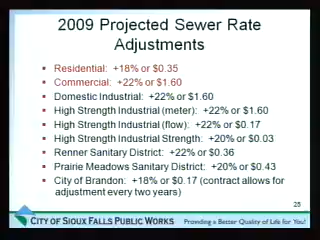 2009 Projected Sewer Rate
Adjustments
Residential: +18% or $0.35
Commercial: +22% or $1.60
Domestic Industrial: +22% or $1.60
High Strength Industrial (meter): +22% or $1.60
High Strength Industrial (flow): +22% or $0.17
High Strength Industrial Strength: +20% or $0.03
Renner Sanitary District: +22% or $0.36
Prairie Meadows Sanitary District: +20% or $0.43
City of Brandon: +18% or $0.17 (contract allows for
adjustment every two years)
25
CITY OF SIOUX FALLS PUBLIC WORKS Providing a Better Quality of Life for You!